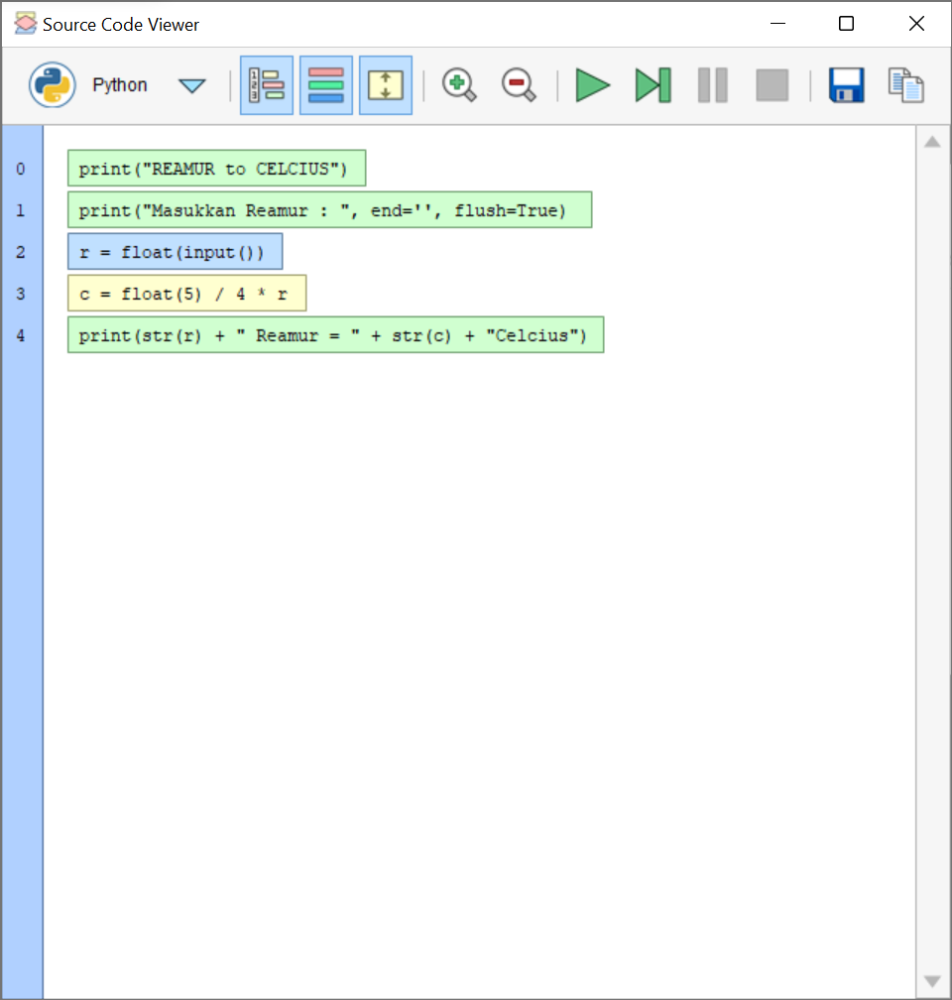 Source Code Viewer
Python
0 print("REAMUR to CELCIUS")
1 print("Masukkan Reamur : ", end='', flush=True)
2 r = float(input())
3 c = float(5) / 4 * r
4 print(str(r) + " Reamur = " + str(c) + "Celcius")